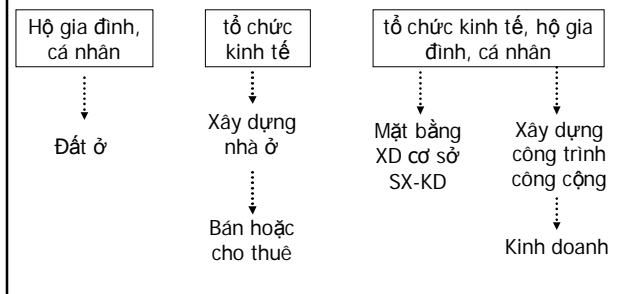 Hộ gia đình,
cá nhân
Đất ở
tổ chức
kinh tế
Xây dựng
nhà ở
Bán hoặc
cho thuê
tổ chức kinh tế, hộ gia
đình, cá nhân
Mặt bằng
XD cơ sở
SX-KD
Xây dựng
công trình
công cộng
Kinh doanh